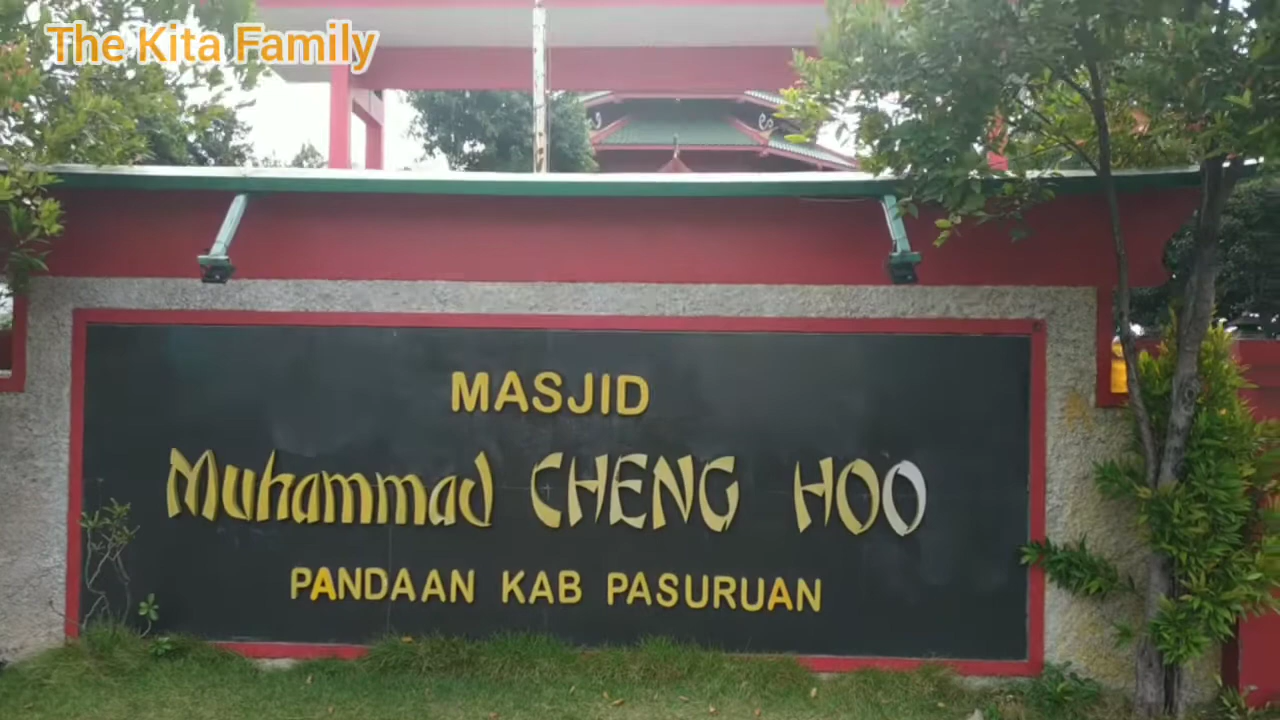 The Kita Family
MASJID
Muhammad CHENG HOO
PANDAAN KAB PASURUAN